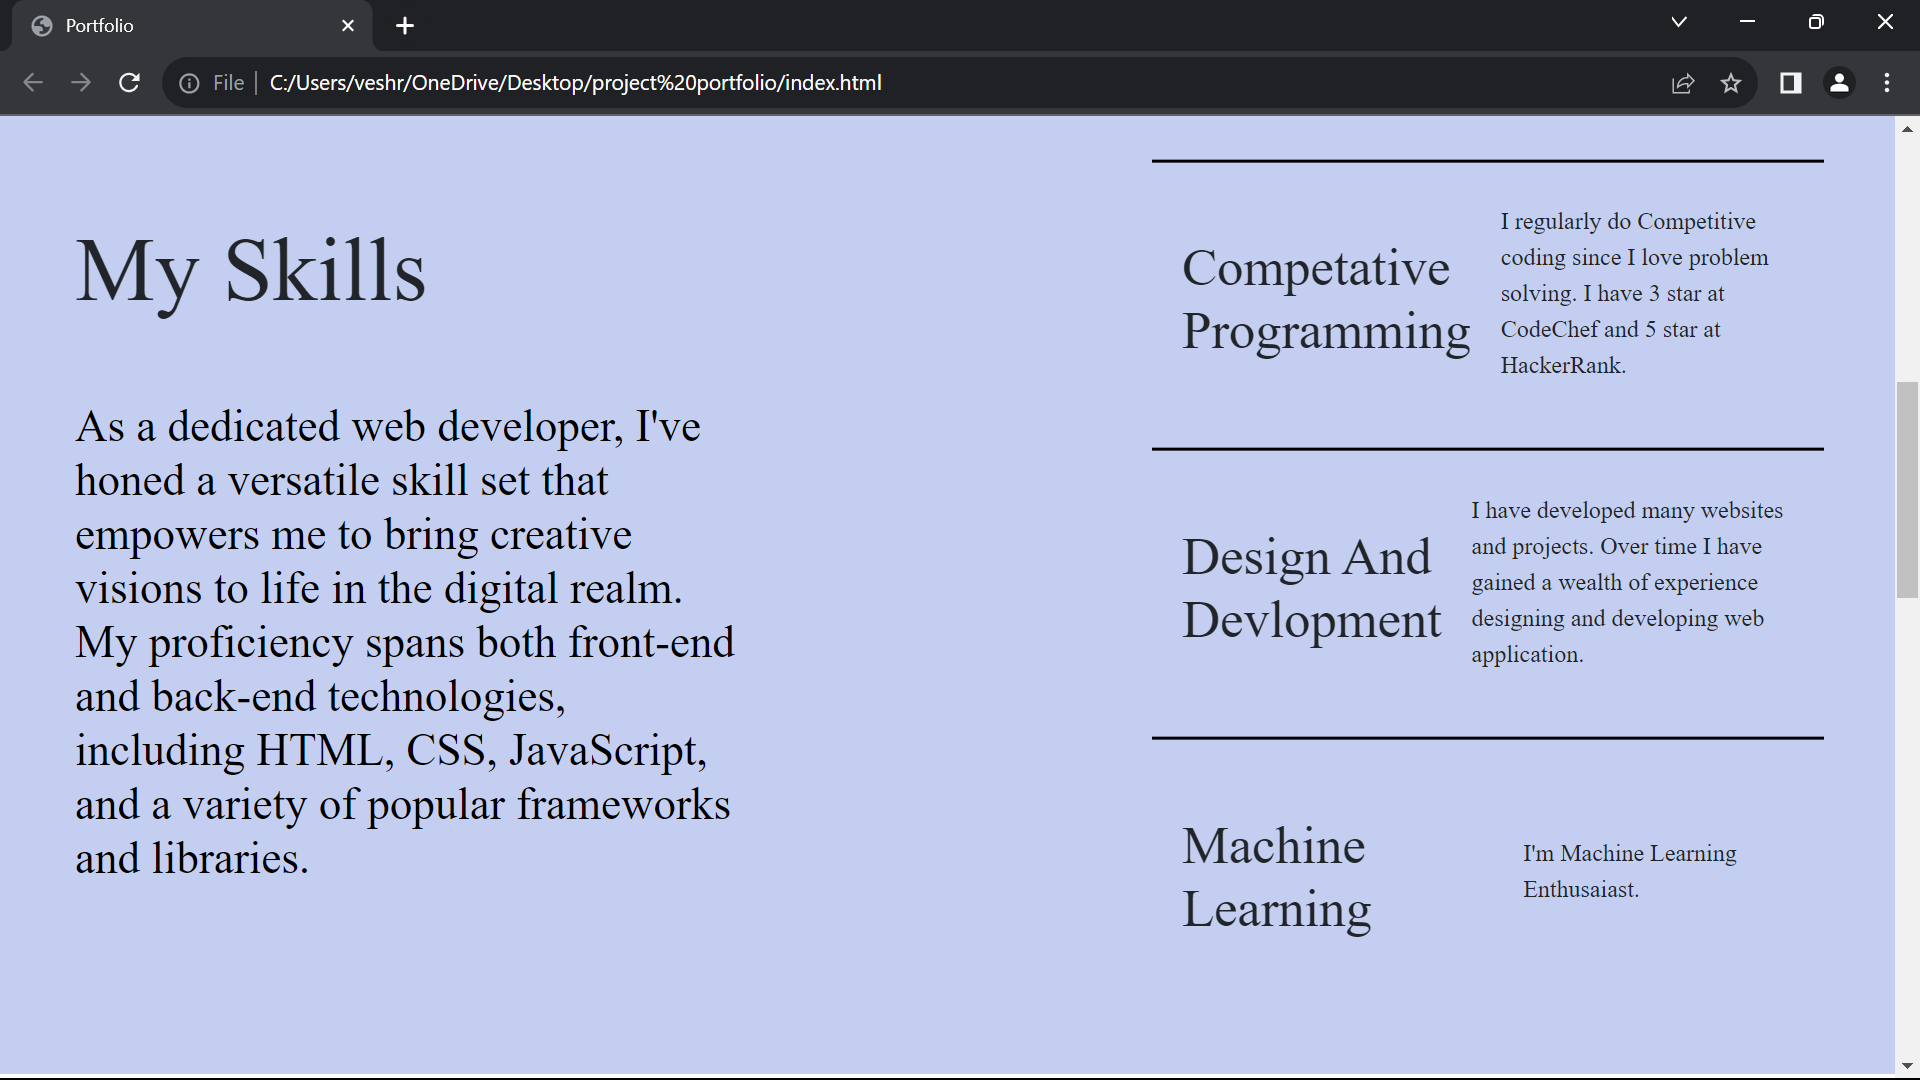 Portfolio
File
C:/Users/veshr/OneDrive/Desktop/project%20portfolio/index.html
My Skills
As a dedicated web developer, I've
honed a versatile skill set that
empowers me to bring creative
visions to life in the digital realm.
My proficiency spans both front-end
and back-end technologies,
including HTML, CSS, JavaScript,
and a variety of popular frameworks
and libraries.
Competative
Programming
I regularly do Competitive
coding since I love problem
solving. I have 3 star at
CodeChef and 5 star at
HackerRank.
Design And
Devlopment
I have developed many websites
and projects. Over time I have
gained a wealth of experience
designing and developing web
application.
Machine
Learning
I'm Machine Learning
Enthusaiast.